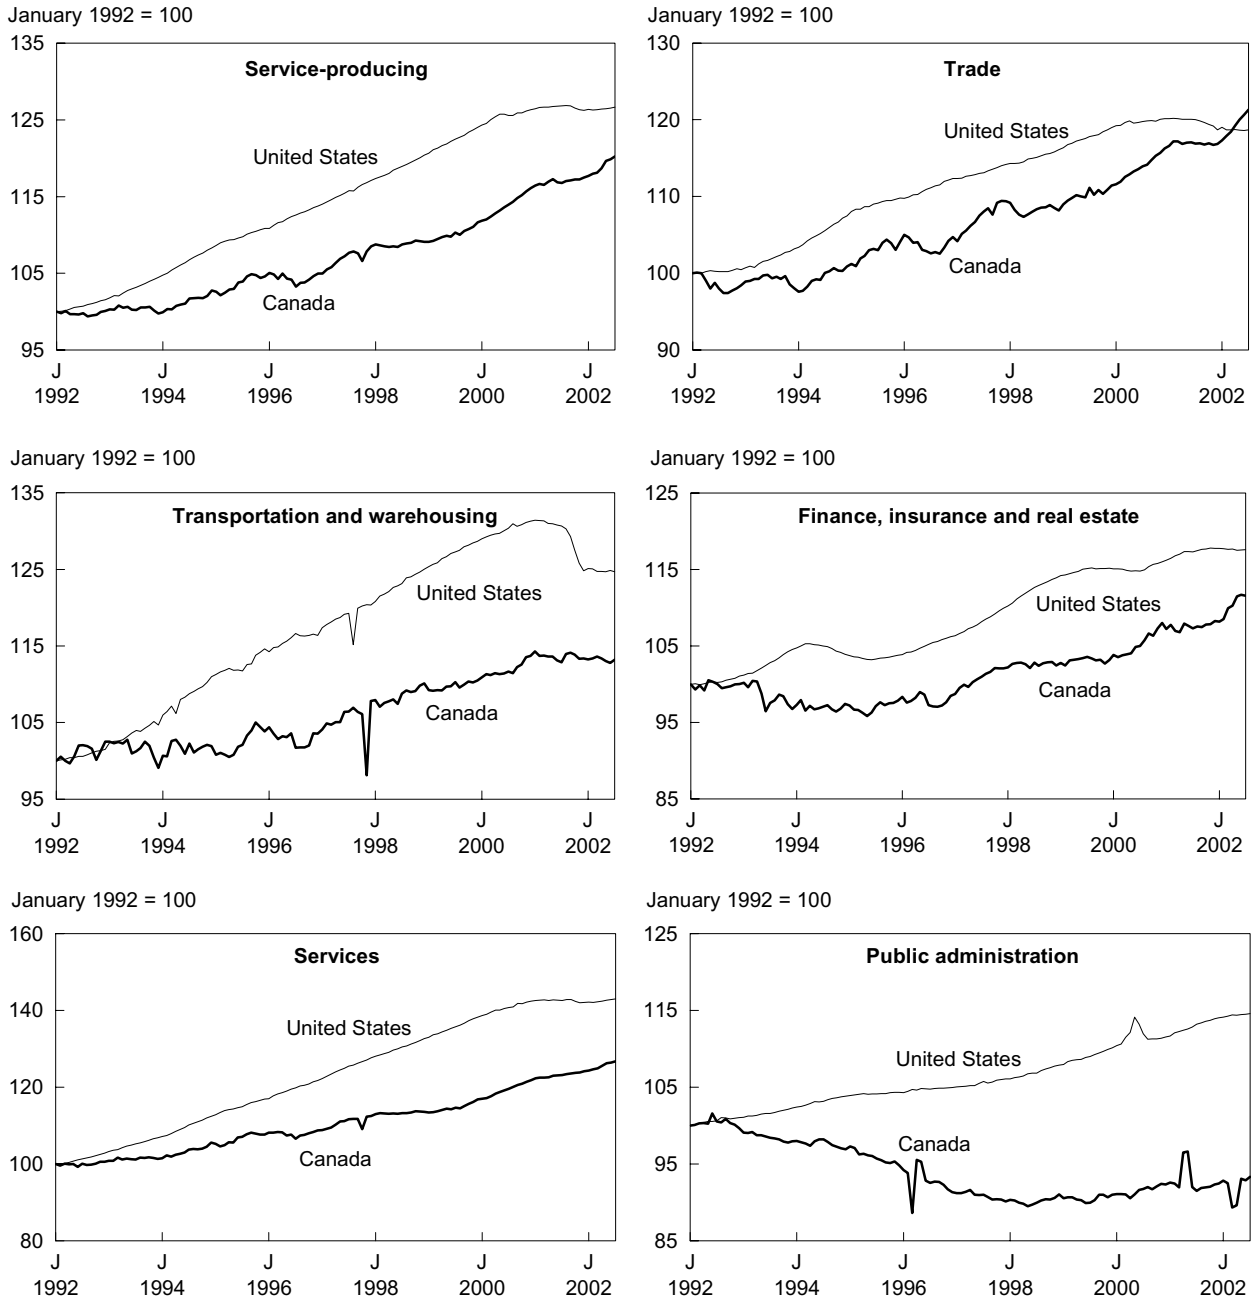 January 1992 = 100
135
125
115
105
95
Service-producing
United States
Canada
J J J J J J
1992 1994 1996 1998 2000 2002
January 1992 = 100
130
120
110
100
90
Trade
United States
Canada
J J J J J J
1992 1994 1996 1998 2000 2002
January 1992 = 100
135
125
115
105
95
Transportation and warehousing
United States
Canada
J J J J J J
1992 1994 1996 1998 2000 2002
January 1992 = 100
125
115
105
95
85
Finance, insurance and real estate
United States
Canada
J J J J J J
1992 1994 1996 1998 2000 2002
January 1992 = 100
160
140
120
100
80
Services
United States
Canada
J J J J J J
1992 1994 1996 1998 2000 2002
January 1992 = 100
125
115
105
95
85
Public administration
United States
Canada
J J J J J J
1992 1994 1996 1998 2000 2002